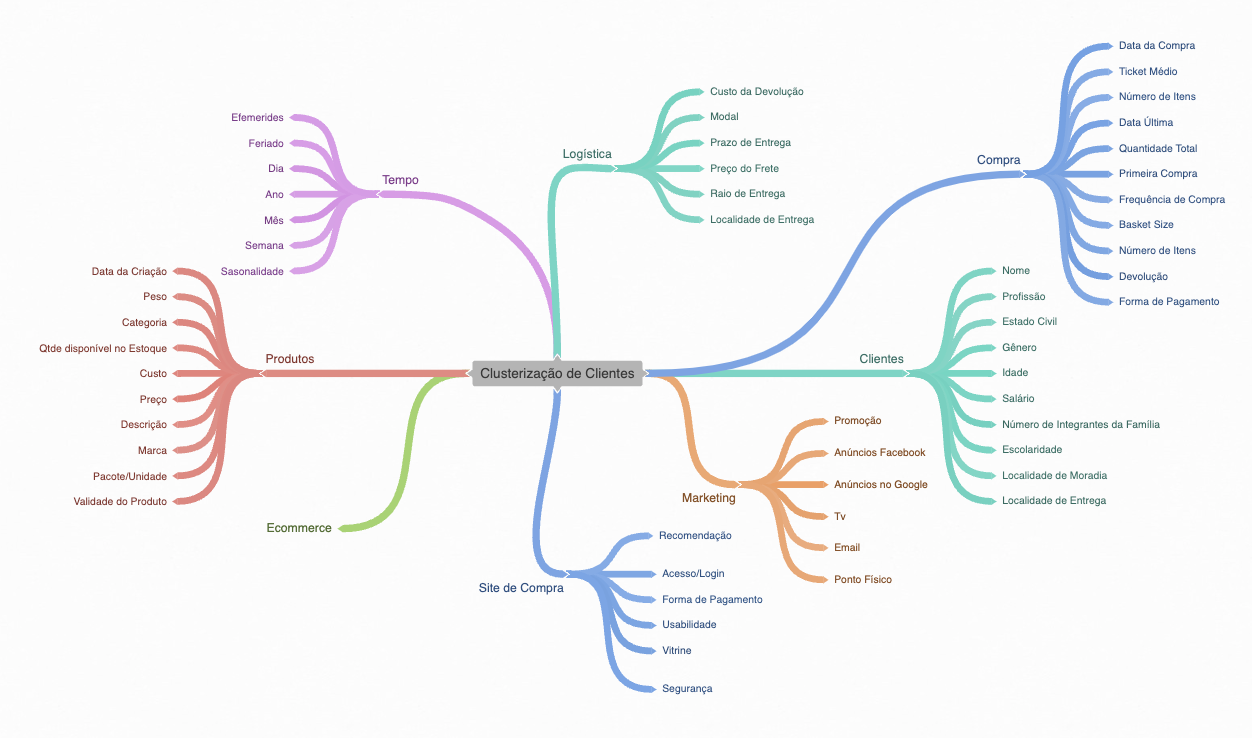 Clusterização de Clientes
Tempo
Efemerides
Feriado
Dia
Ano
Mês
Semana
Sasonalidade
Logística
Custo da Devolução
Modal
Prazo de Entrega
Preço do Frete
Raio de Entrega
Localidade de Entrega
Compra
Data da Compra
Ticket Médio
Número de Itens
Data Última
Quantidade Total
Primeira Compra
Frequência de Compra
Basket Size
Número de Itens
Devolução
Forma de Pagamento
Produtos
Data da Criação
Peso
Categoria
Qtde disponível no Estoque
Custo
Preço
Descrição
Marca
Pacote/Unidade
Validade do Produto
Clientes
Nome
Profissão
Estado Civil
Gênero
Idade
Salário
Número de Integrantes da Família
Escolaridade
Localidade de Moradia
Localidade de Entrega
Ecommerce
Marketing
Promoção
Anúncios Facebook
Anúncios no Google
Tv
Email
Ponto Físico
Site de Compra
Recomendação
Acesso/Login
Forma de Pagamento
Usabilidade
Vitrine
Segurança